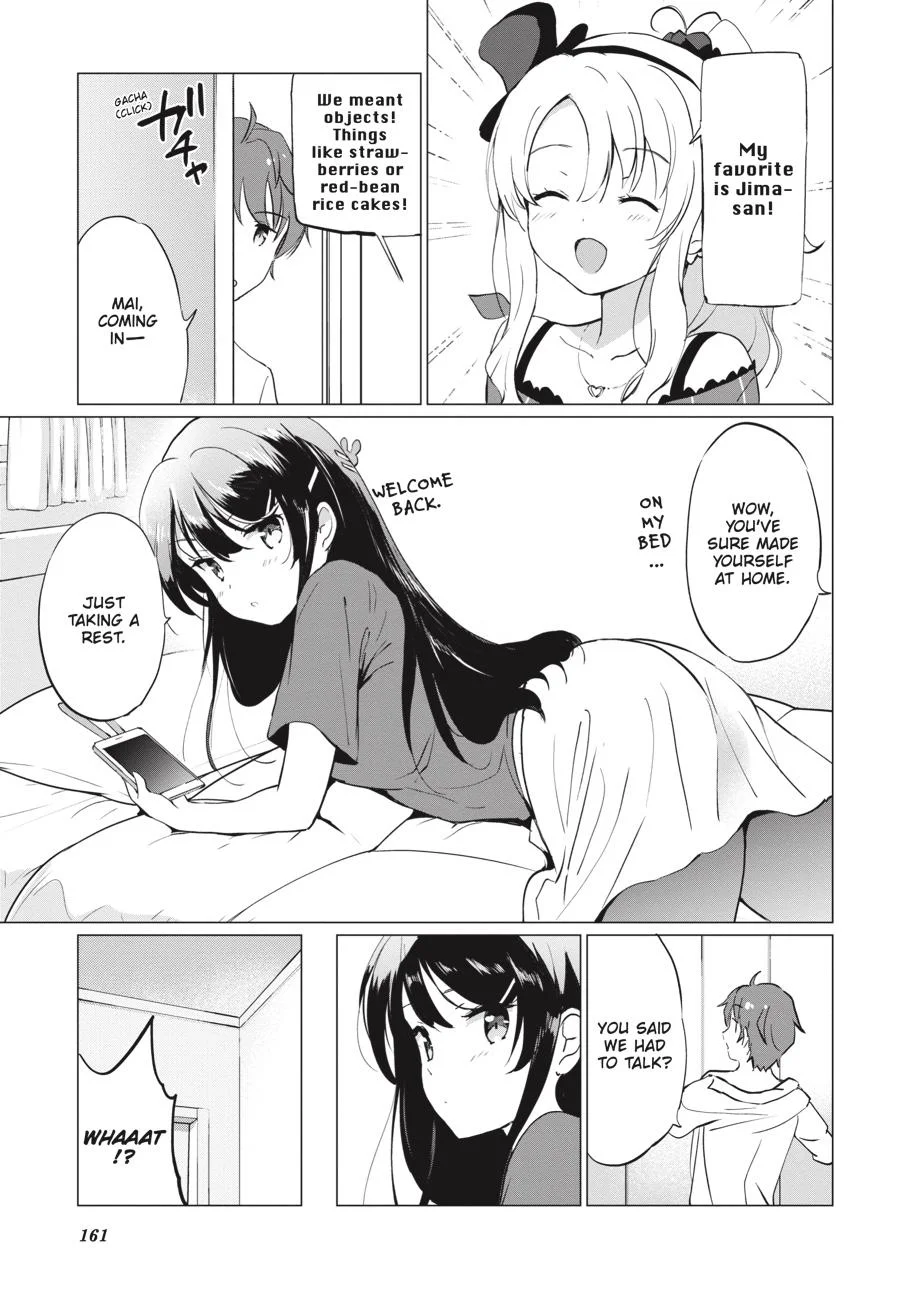 My
favorite
is Jima-
san!
We meant
objects!
Things
like straw-
berries or
red-bean
rice cakes!
ガチャ
GACHA
(CLICK)
MAI,
COMING
IN—
WOW,
YOU'VE
SURE MADE
YOURSELF
AT HOME.
ON
MY
BED
...
WELCOME
BACK.
JUST
TAKING A
REST.
YOU SAID
WE HAD
TO TALK?
WHAAAT
!?
161